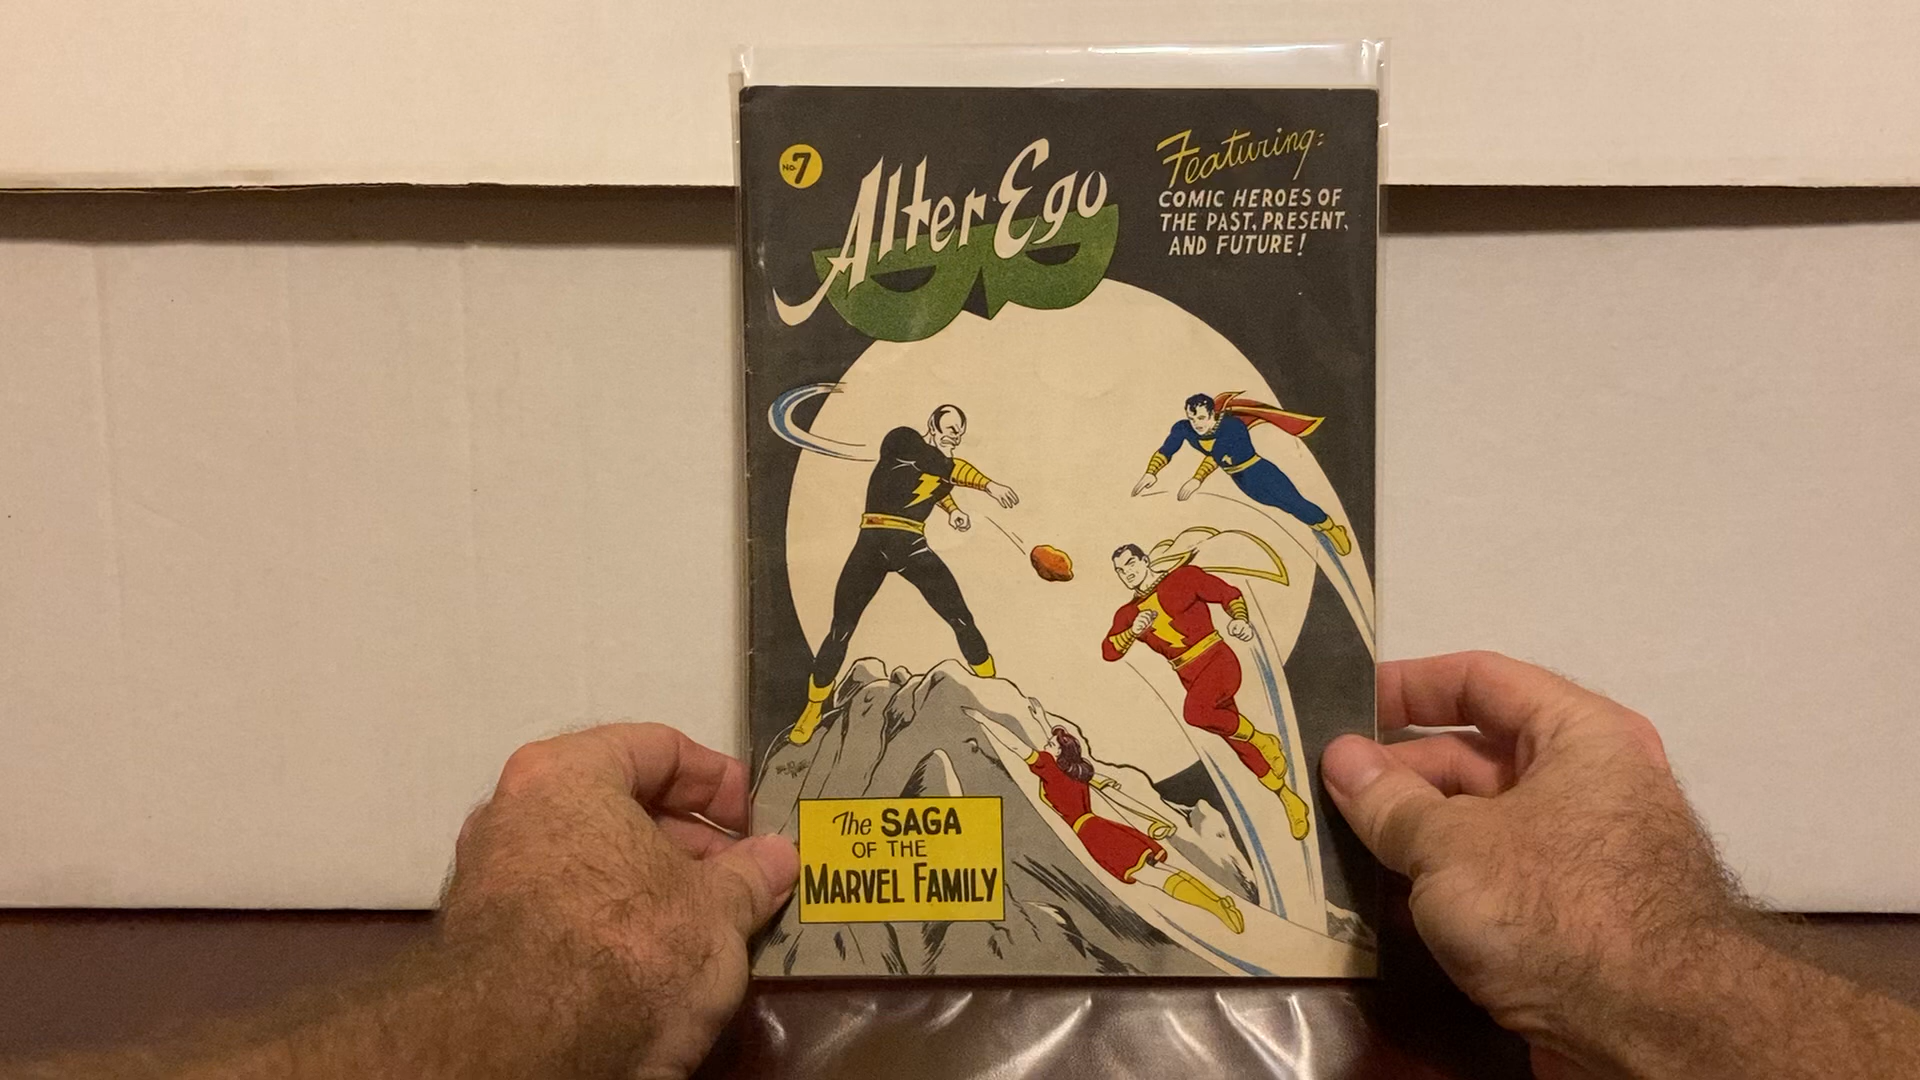 No. 7
Alter Ego
Featuring:
COMIC HEROES OF
THE PAST, PRESENT,
AND FUTURE!
The SAGA
OF THE
MARVEL FAMILY